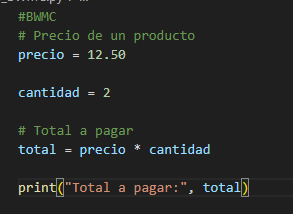 #BWMC
# Precio de un producto
precio = 12.50
cantidad = 2
# Total a pagar
total = precio * cantidad
print("Total a pagar:", total)